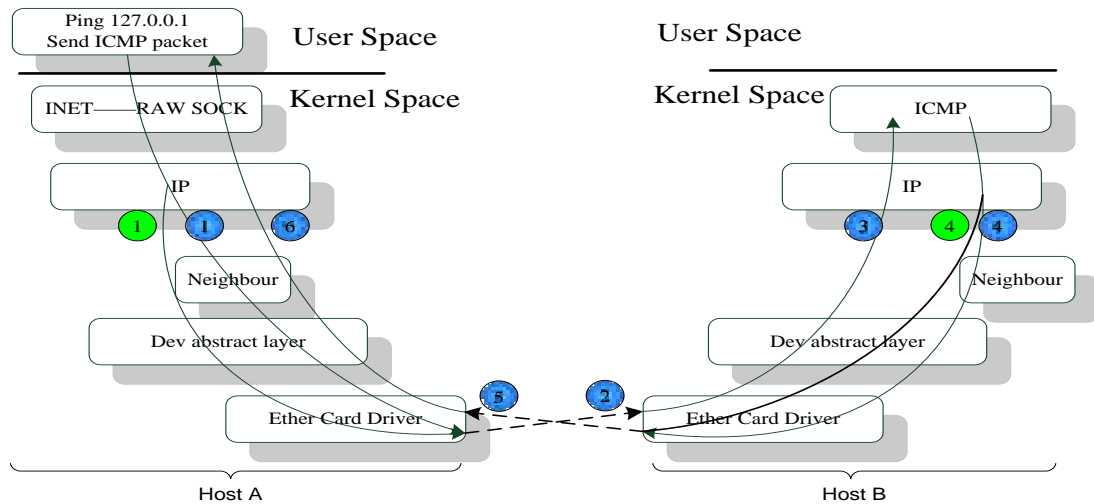 Ping 127.0.0.1
Send ICMP packet
User Space
User Space
Kernel Space
Kernel Space
INET——RAW SOCK
ICMP
IP
IP
1
1
6
3
4
4
Neighbour
Neighbour
Dev abstract layer
Dev abstract layer
5
2
Ether Card Driver
Ether Card Driver
Host A
Host B